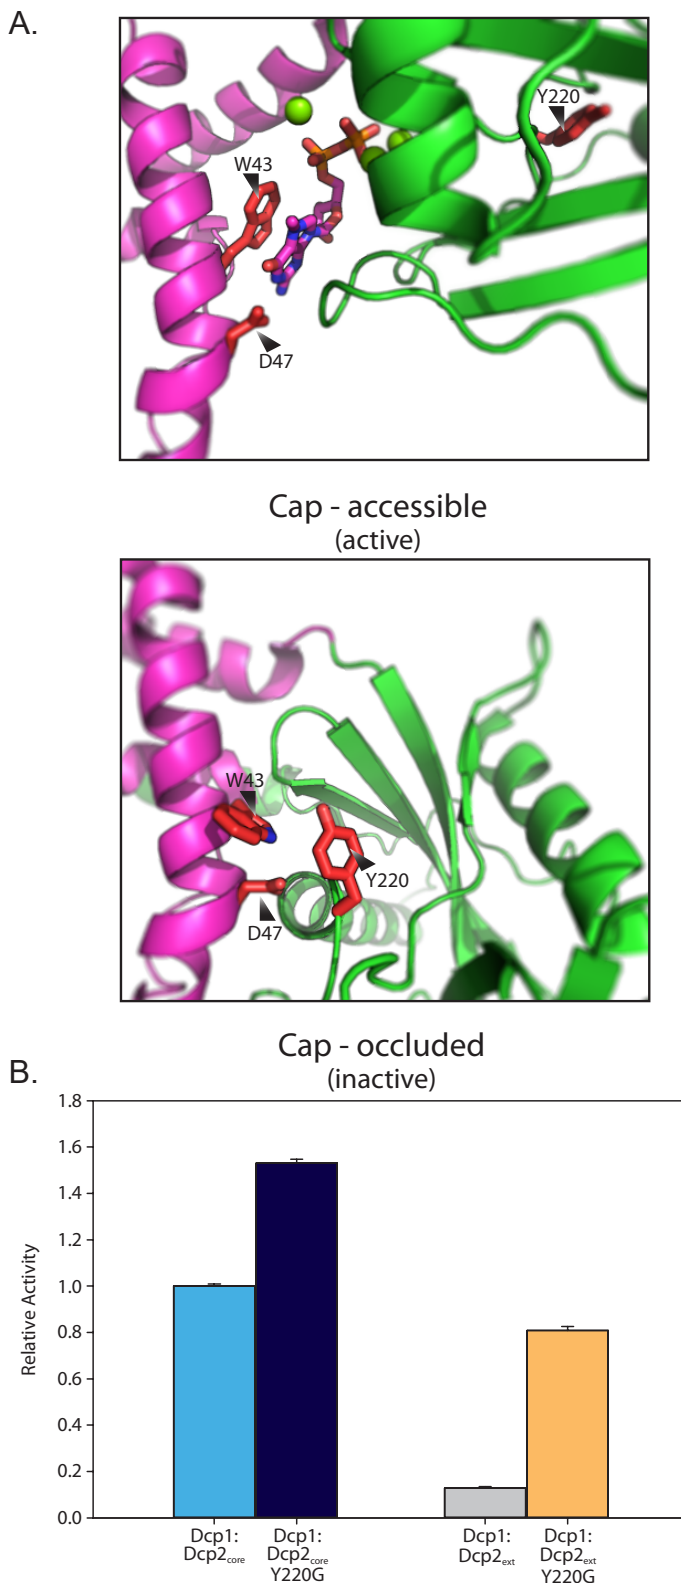 A.
Y220
W43
D47
Cap - accessible
(active)
W43
Y220
D47
Cap - occluded
(inactive)
B.
1.8
1.6
1.4
1.2
1.0
0.8
0.6
0.4
0.2
0.0
Relative Activity
Dcp1:
Dcp2core
Dcp1:
Dcp2core
Y220G
Dcp1:
Dcp2ext
Dcp1:
Dcp2ext
Y220G